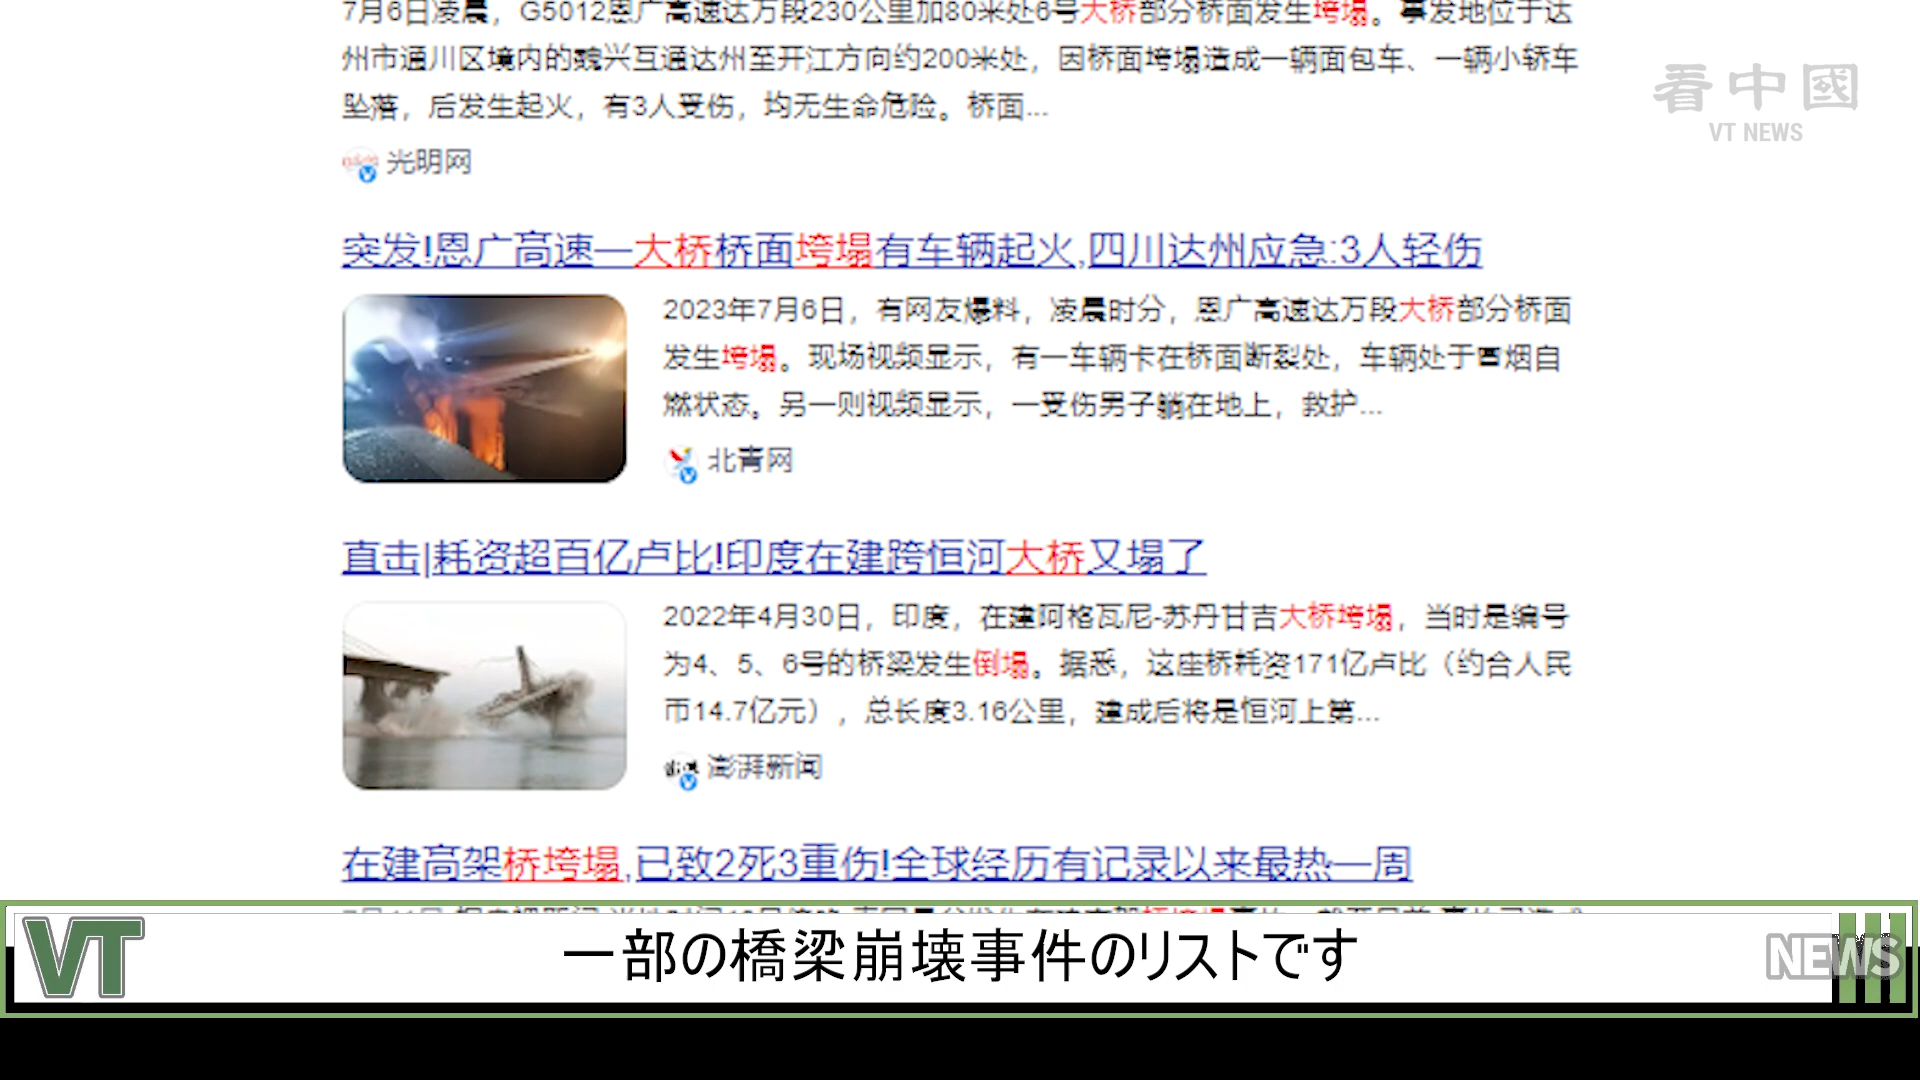 7月6日凌晨，G5012恩广高速达万段230公里加80米处6号大桥部分桥面发生垮塌。事发地位于达
州市通川区境内的魏兴互通达州至开江方向约200米处，因桥面垮塌造成一辆面包车、一辆小轿车
坠落，后发生起火，有3人受伤，均无生命危险。桥面...
光明网
看中國
VT NEWS
突发!恩广高速一大桥桥面垮塌有车辆起火,四川达州应急:3人轻伤
2023年7月6日，有网友爆料，凌晨时分，恩广高速达万段大桥部分桥面
发生垮塌。现场视频显示，有一车辆卡在桥面断裂处，车辆处于冒烟自
燃状态。另一则视频显示，一受伤男子躺在地上，救护...
北青网
直击|耗资超百亿卢比!印度在建跨恒河大桥又塌了
2022年4月30日，印度，在建阿格瓦尼-苏丹甘吉大桥垮塌，当时是编号
为4、5、6号的桥梁发生倒塌。据悉，这座桥耗资171亿卢比（约合人民
币14.7亿元），总长度3.16公里，建成后将是恒河上第...
澎湃新闻
在建高架桥垮塌,已致2死3重伤!全球经历有记录以来最热一周
VT
一部の橋梁崩壊事件のリストです
NEWS